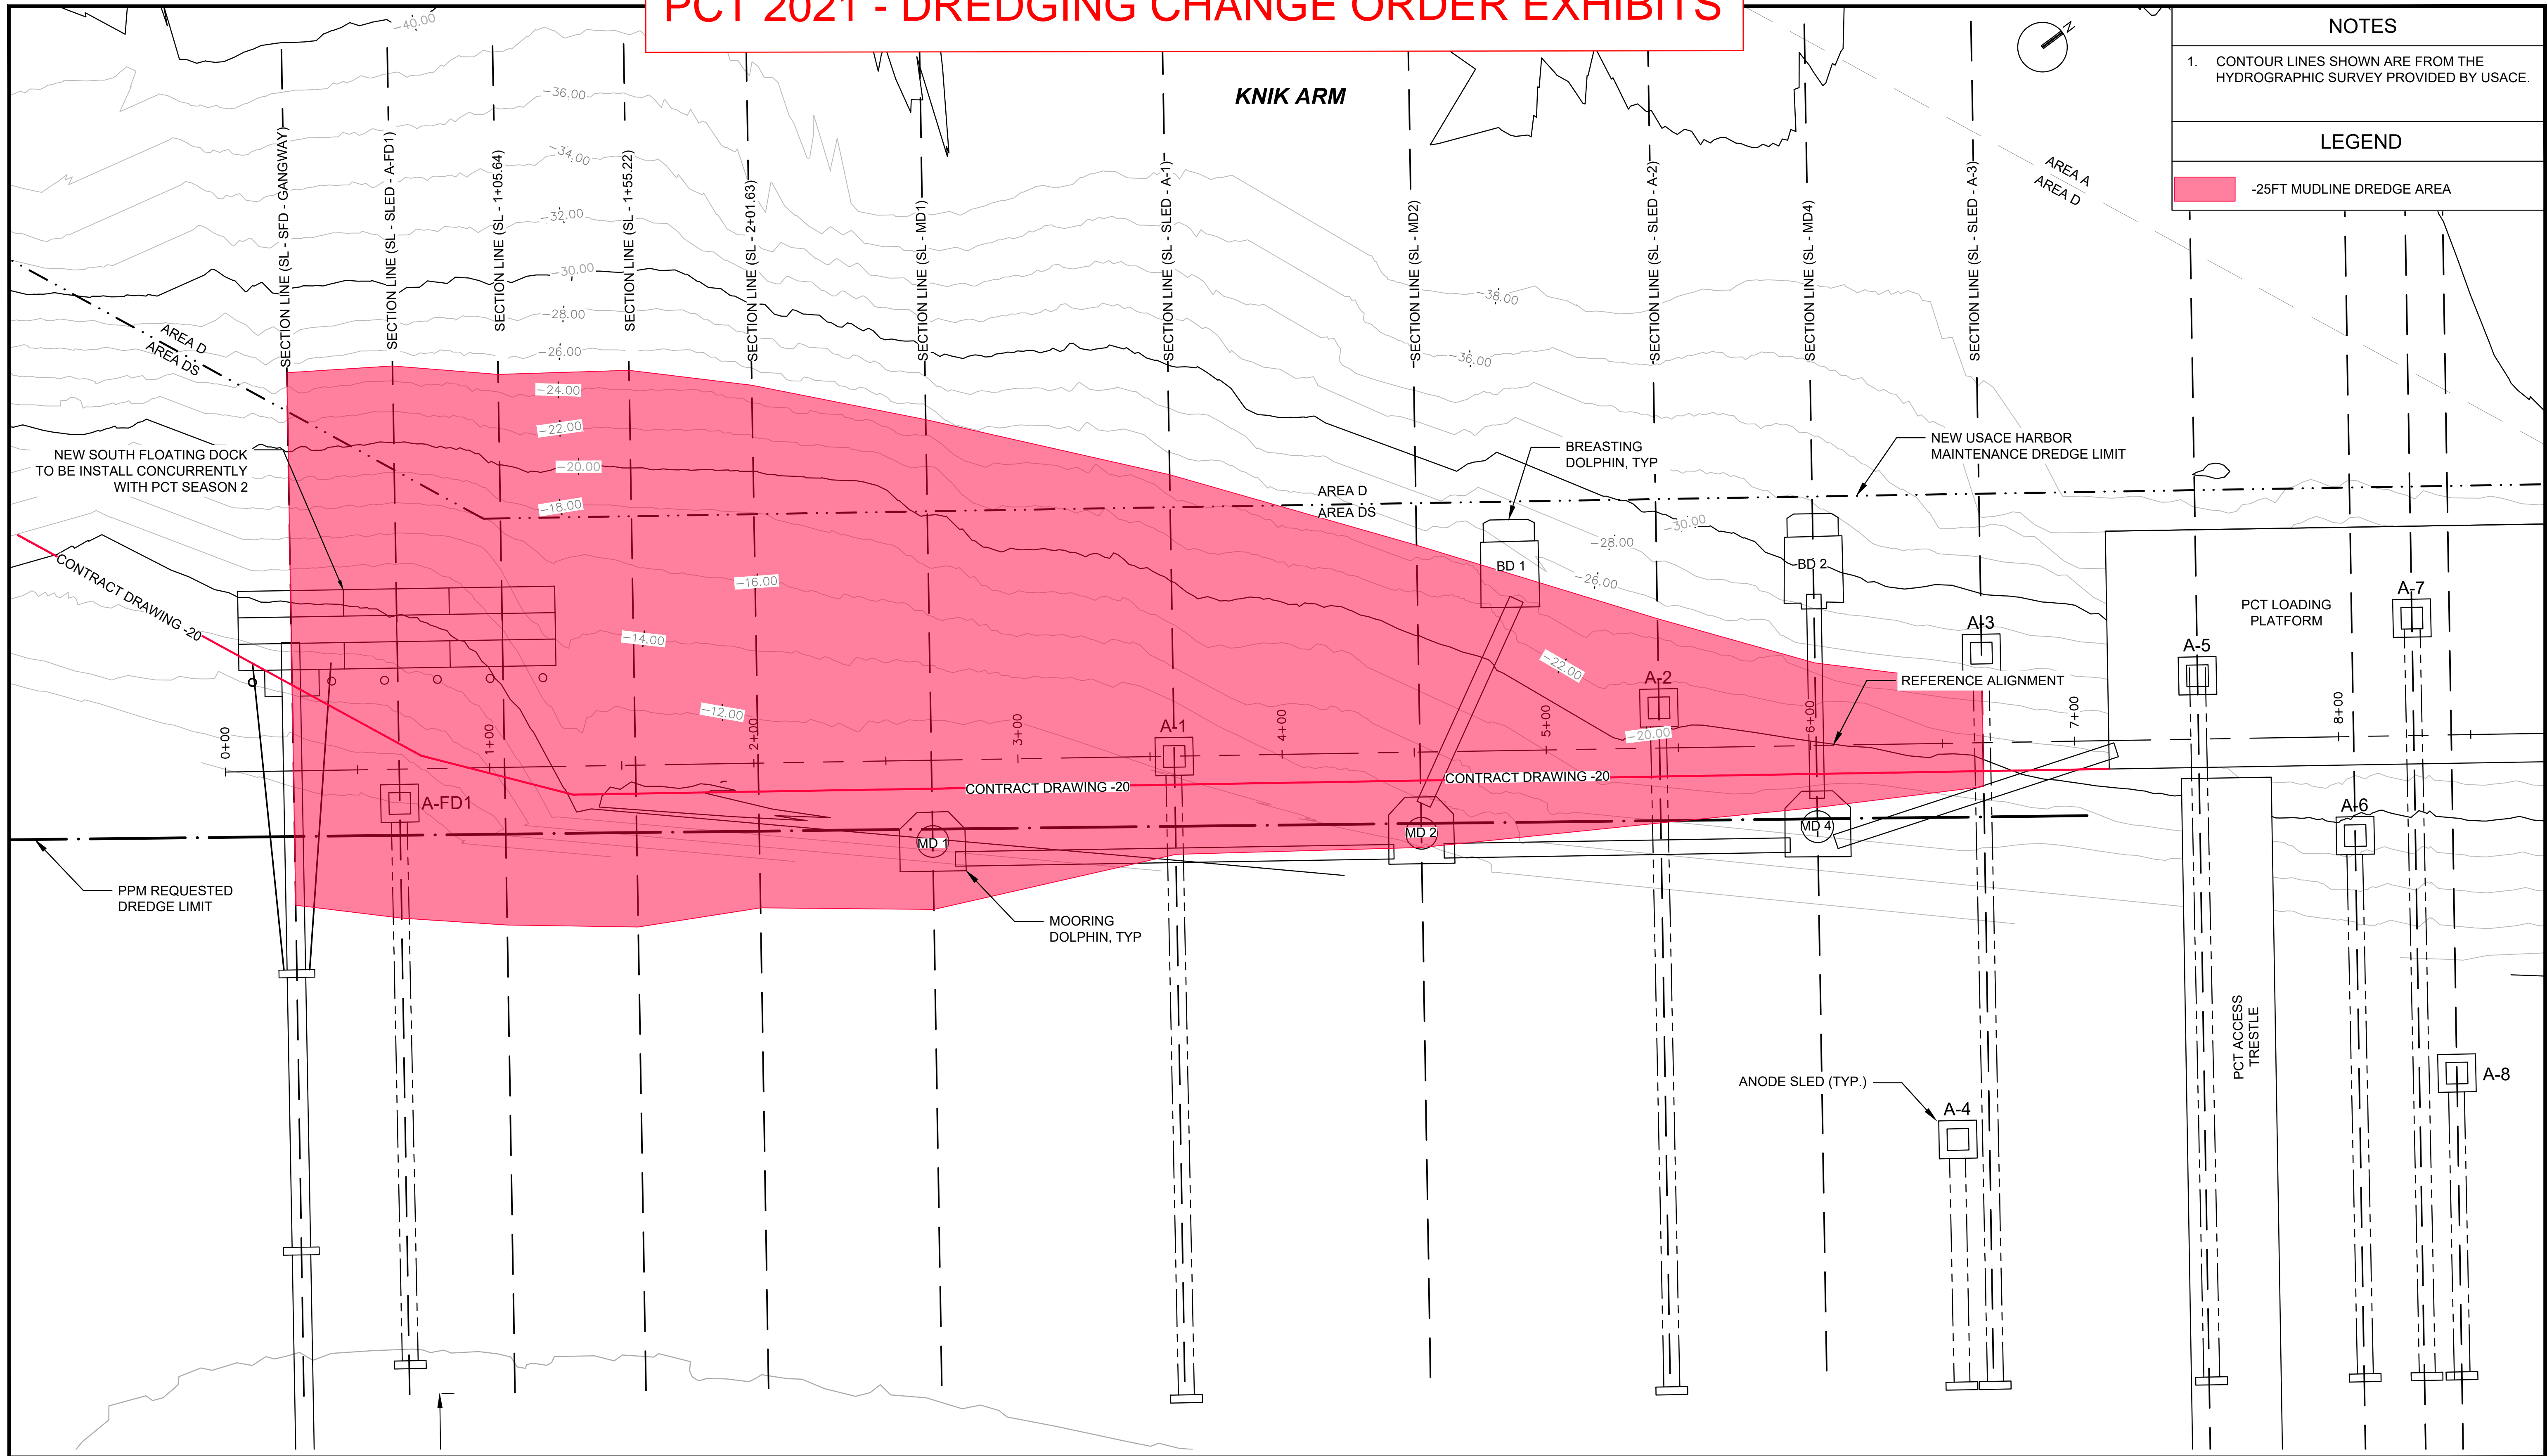 PCT 2021 - DREDGING CHANGE ORDER EXHIBITS
KNIK ARM
N
NOTES
1. CONTOUR LINES SHOWN ARE FROM THE
HYDROGRAPHIC SURVEY PROVIDED BY USACE.
LEGEND
-25FT MUDLINE DREDGE AREA
SECTION LINE (SL - SFD - GANGWAY)
SECTION LINE (SL - SLED - A-FD1)
SECTION LINE (SL - 1+05.64)
SECTION LINE (SL - 1+55.22)
SECTION LINE (SL - 2+01.63)
SECTION LINE (SL - MD1)
SECTION LINE (SL - SLED - A-1)
SECTION LINE (SL - MD2)
SECTION LINE (SL - SLED - A-2)
SECTION LINE (SL - MD4)
SECTION LINE (SL - SLED - A-3)
-40.00
-36.00
-34.00
-32.00
-30.00
-28.00
-26.00
-24.00
-22.00
-20.00
-18.00
-16.00
-14.00
-12.00
-38.00
-36.00
-30.00
-28.00
-26.00
-22.00
-20.00
AREA A
AREA D
AREA D
AREA DS
AREA D
AREA DS
NEW SOUTH FLOATING DOCK
TO BE INSTALL CONCURRENTLY
WITH PCT SEASON 2
BREASTING
DOLPHIN, TYP
NEW USACE HARBOR
MAINTENANCE DREDGE LIMIT
CONTRACT DRAWING -20
CONTRACT DRAWING -20
CONTRACT DRAWING -20
BD 1
BD 2
A-3
A-2
A-1
A-FD1
A-5
A-7
A-6
A-8
A-4
PCT LOADING
PLATFORM
REFERENCE ALIGNMENT
0+00
1+00
2+00
3+00
4+00
5+00
6+00
7+00
8+00
MD 1
MD 2
MD 4
PPM REQUESTED
DREDGE LIMIT
MOORING
DOLPHIN, TYP
ANODE SLED (TYP.)
PCT ACCESS
TRESTLE